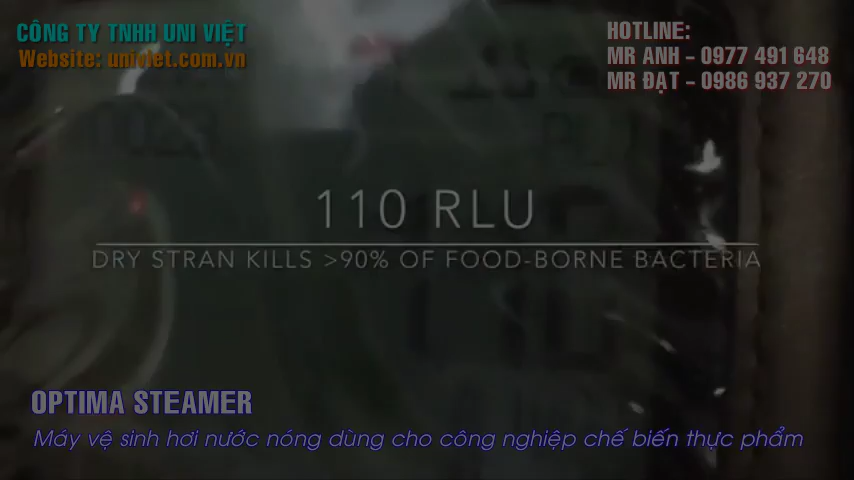 CÔNG TY TNHH UNI VIỆT
Website: univiet.com.vn
HOTLINE:
MR ANH - 0977 491 648
MR ĐẠT - 0986 937 270
110 RLU
DRY STRAN KILLS >90% OF FOOD-BORNE BACTERIA
OPTIMA STEAMER
Máy vệ sinh hơi nước nóng dùng cho công nghiệp chế biến thực phẩm